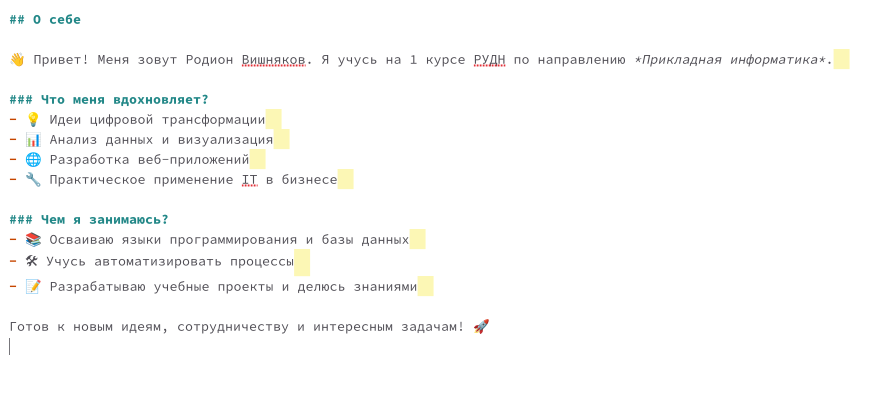 ## О себе
👋 Привет! Меня зовут Родион Вишняков. Я учусь на 1 курсе РУДН по направлению *Прикладная информатика*.
### Что меня вдохновляет?
- 💡 Идеи цифровой трансформации
- 📊 Анализ данных и визуализация
- 🌐 Разработка веб-приложений
- 🔧 Практическое применение IT в бизнесе
### Чем я занимаюсь?
- 📚 Осваиваю языки программирования и базы данных
- 🛠 Учусь автоматизировать процессы
- 📝 Разрабатываю учебные проекты и делюсь знаниями
Готов к новым идеям, сотрудничеству и интересным задачам! 🚀